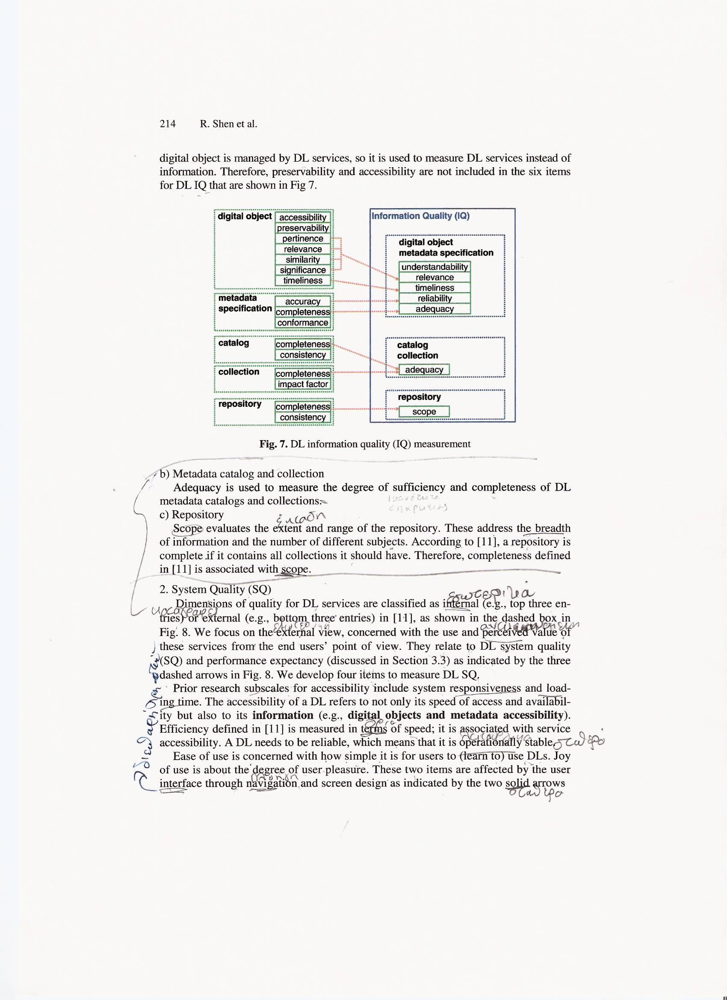 214 R. Shen et al.
digital object is managed by DL services, so it is used to measure DL services instead of
information. Therefore, preservability and accessibility are not included in the six items
for DL IQ that are shown in Fig 7.
digital object
accessibility
preservability
pertinence
relevance
similarity
significance
timeliness
metadata
specification
accuracy
completeness
conformance
catalog
completeness
consistency
collection
completeness
impact factor
repository
completeness
consistency
Information Quality (IQ)
digital object
metadata specification
understandability
relevance
timeliness
reliability
adequacy
catalog
collection
adequacy
repository
scope
Fig. 7. DL information quality (IQ) measurement
b) Metadata catalog and collection
Adequacy is used to measure the degree of sufficiency and completeness of DL
metadata catalogs and collections.
ικανότητα
επάρκειας
c) Repository
έκταση
Scope evaluates the extent and range of the repository. These address the breadth
of information and the number of different subjects. According to [11], a repository is
complete if it contains all collections it should have. Therefore, completeness defined
in [11] is associated with scope.
2. System Quality (SQ)
εσωτερικά
Dimensions of quality for DL services are classified as internal (e.g., top three en-
tries) or external (e.g., bottom three entries) in [11], as shown in the dashed box in
Fig. 8. We focus on the external view, concerned with the use and perceived value of
these services from the end users' point of view. They relate to DL system quality
(SQ) and performance expectancy (discussed in Section 3.3) as indicated by the three
dashed arrows in Fig. 8. We develop four items to measure DL SQ.
Prior research subscales for accessibility include system responsiveness and load-
ing time. The accessibility of a DL refers to not only its speed of access and availabil-
ity but also to its information (e.g., digital objects and metadata accessibility).
όρια
Efficiency defined in [11] is measured in terms of speed; it is associated with service
accessibility. A DL needs to be reliable, which means that it is operationally stable. σταθερο
Ease of use is concerned with how simple it is for users to (learn to) use DLs. Joy
of use is about the degree of user pleasure. These two items are affected by the user
πλοήγηση
interface through navigation and screen design as indicated by the two solid arrows
σταθερα